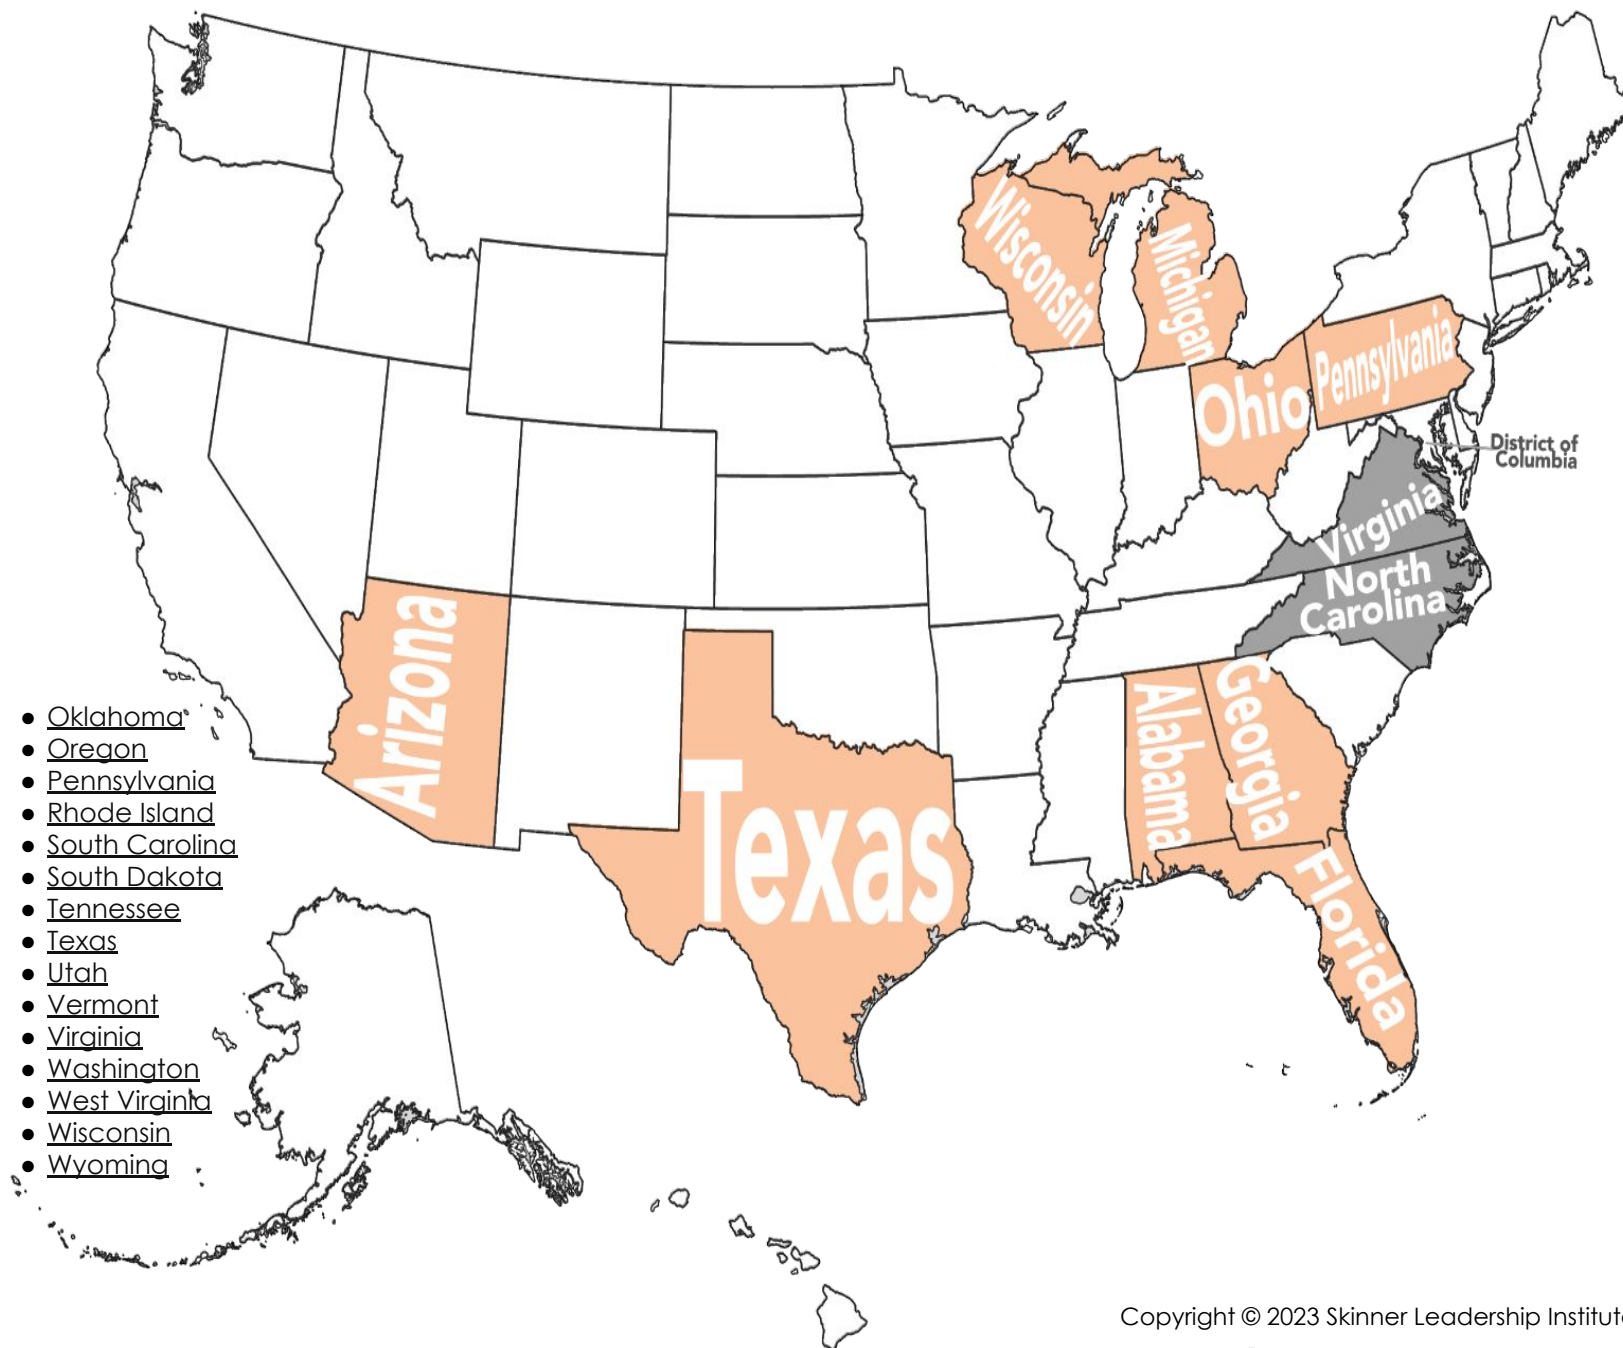 Wisconsin
Michigan
Pennsylvania
Ohio
District of
Columbia
Virginia
North
Carolina
Arizona
Georgia
Alabama
Texas
Florida
● Oklahoma
● Oregon
● Pennsylvania
● Rhode Island
● South Carolina
● South Dakota
● Tennessee
● Texas
● Utah
● Vermont
● Virginia
● Washington
● West Virginia
● Wisconsin
● Wyoming
Copyright © 2023 Skinner Leadership Institute